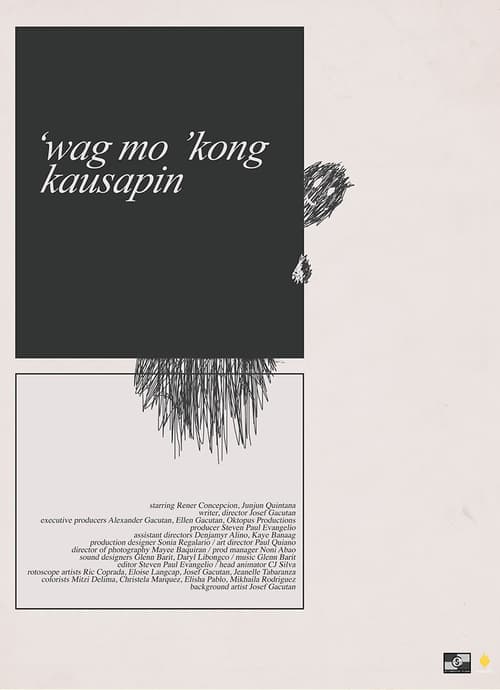 ‘wag mo ’kong
kausapin
starring Rener Concepcion, Junjun Quintana
writer, director Josef Gacutan
executive producers Alexander Gacutan, Ellen Gacutan, Oktopus Productions
producer Steven Paul Evangelio
assistant directors Denjamyr Alino, Kaye Banaag
production designer Sonia Regalario / art director Paul Quiano
director of photography Mayee Baquiran / prod manager Noni Abao
sound designers Glenn Barit, Daryl Libongco / music Glenn Barit
editor Steven Paul Evangelio / head animator CJ Silva
rotoscope artists Ric Coprada, Eloise Langcap, Josef Gacutan, Jeanelle Tabaranza
colorists Mitzi Delima, Christela Marquez, Elisha Pablo, Mikhaila Rodriguez
background artist Josef Gacutan